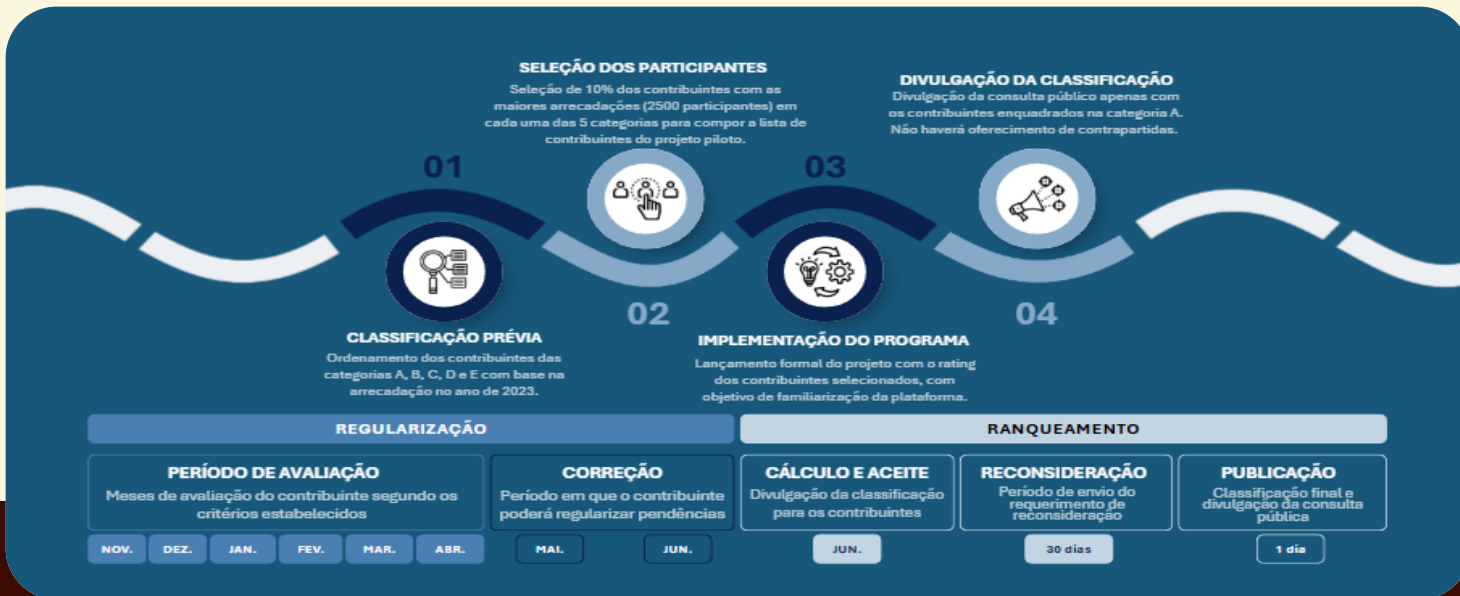 SELEÇÃO DOS PARTICIPANTES
Seleção de 10% dos contribuintes com as
maiores arrecadações (2500 participantes) em
cada uma das 5 categorias para compor a lista de
contribuintes do projeto piloto.
DIVULGAÇÃO DA CLASSIFICAÇÃO
Divulgação da consulta público apenas com
os contribuintes enquadrados na categoria A.
Não haverá oferecimento de contrapartidas.
01
03
02
04
CLASSIFICAÇÃO PRÉVIA
Ordenamento dos contribuintes das
categorias A, B, C, D e E com base na
arrecadação no ano de 2023.
IMPLEMENTAÇÃO DO PROGRAMA
Lançamento formal do projeto com o rating
dos contribuintes selecionados, com
objetivo de familiarização da plataforma.
REGULARIZAÇÃO
RANQUEAMENTO
PERÍODO DE AVALIAÇÃO
Meses de avaliação do contribuinte segundo os
critérios estabelecidos
CORREÇÃO
Período em que o contribuinte
poderá regularizar pendências
CÁLCULO E ACEITE
Divulgação da classificação
para os contribuintes
RECONSIDERAÇÃO
Período de envio do
requerimento de
reconsideração
PUBLICAÇÃO
Classificação final e
divulgação da consulta
pública
NOV.
DEZ.
JAN.
FEV.
MAR.
ABR.
MAI.
JUN.
JUN.
30 dias
1 dia